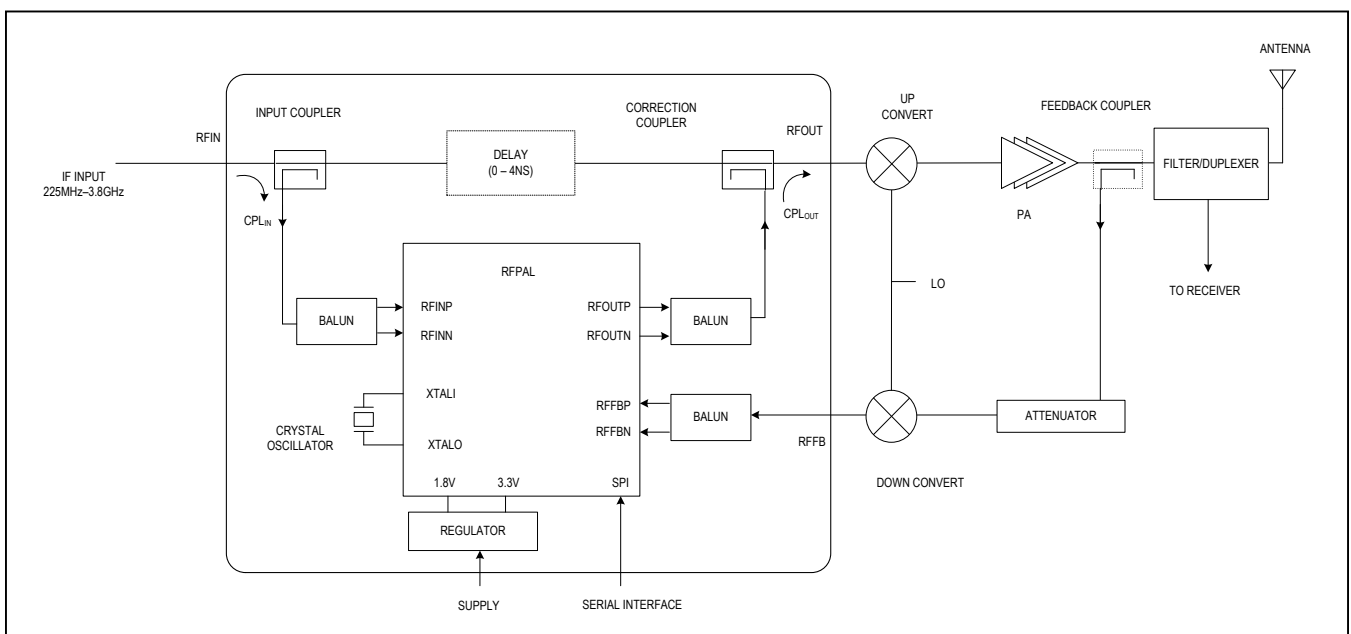 ANTENNA
UP
CONVERT
FEEDBACK COUPLER
INPUT COUPLER
CORRECTION
COUPLER
RFIN
RFOUT
DELAY
(0 – 4NS)
FILTER/DUPLEXER
IF INPUT
225MHz–3.8GHz
CPLIN
CPLOUT
PA
RFPAL
LO
TO RECEIVER
BALUN
RFINP
RFINN
RFOUTP
RFOUTN
BALUN
XTALI
XTALO
CRYSTAL
OSCILLATOR
RFFBP
RFFBN
BALUN
RFFB
ATTENUATOR
DOWN CONVERT
1.8V
3.3V
SPI
REGULATOR
SUPPLY
SERIAL INTERFACE